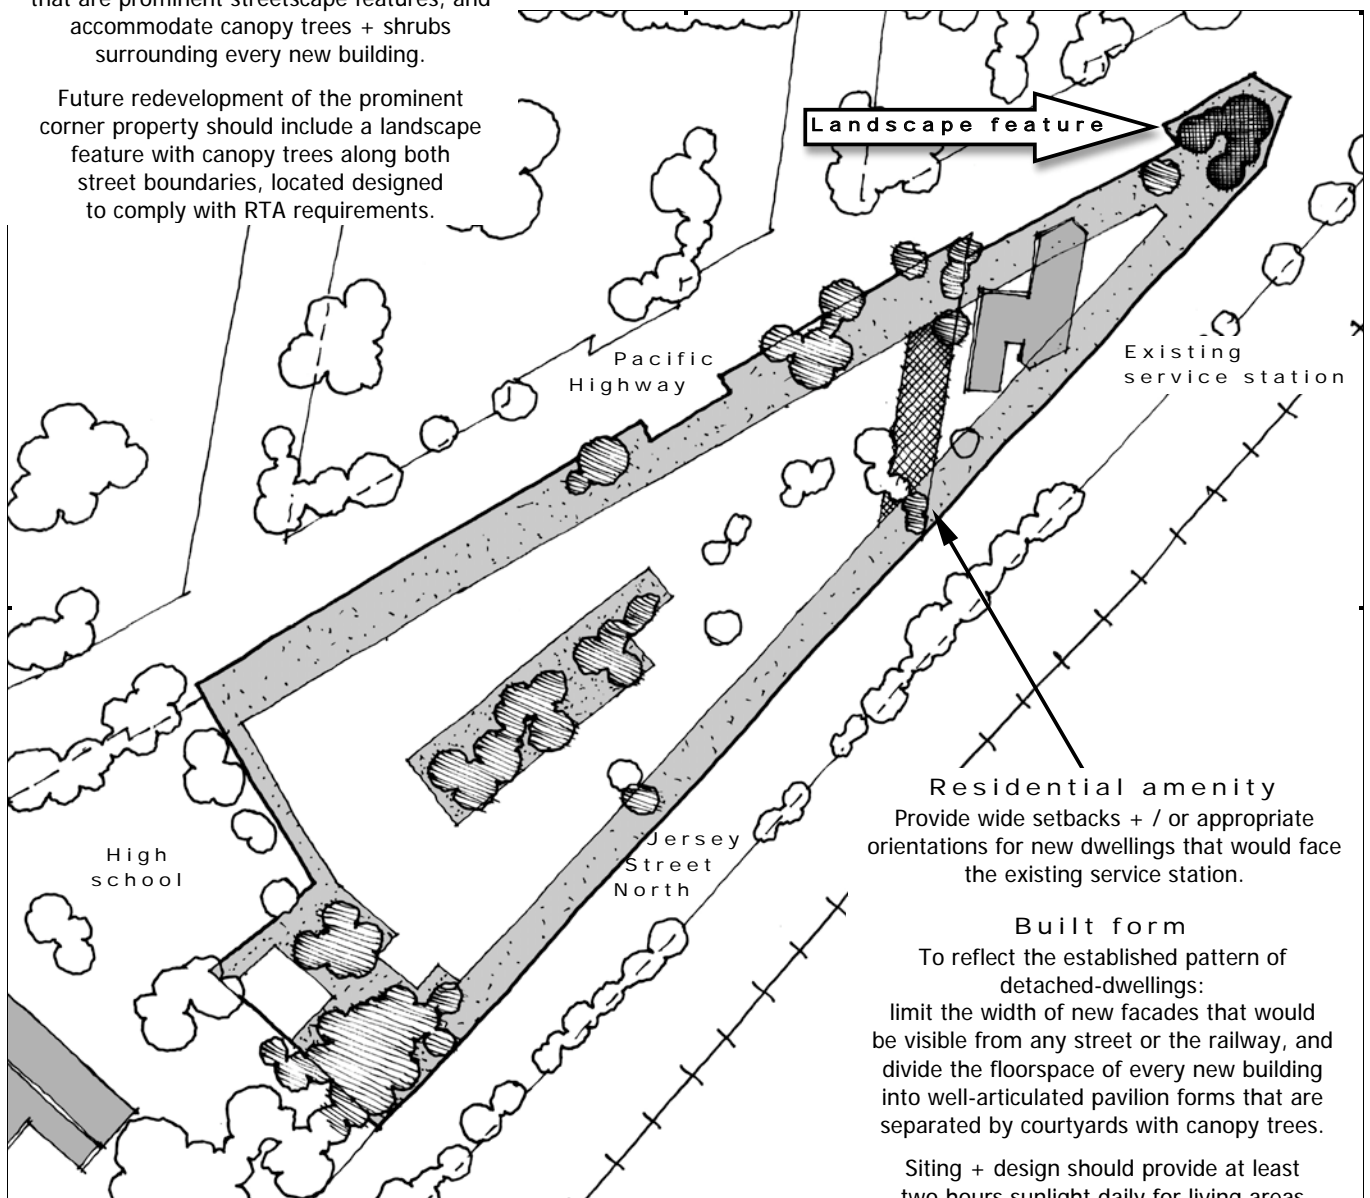 that are prominent streetscape features, and
accommodate canopy trees + shrubs
surrounding every new building.
Future redevelopment of the prominent
corner property should include a landscape
feature with canopy trees along both
street boundaries, located designed
to comply with RTA requirements.
Landscape feature
Pacific
Highway
Existing
service station
High
school
Jersey
Street
North
Residential amenity
Provide wide setbacks + / or appropriate
orientations for new dwellings that would face
the existing service station.
Built form
To reflect the established pattern of
detached-dwellings:
limit the width of new facades that would
be visible from any street or the railway, and
divide the floorspace of every new building
into well-articulated pavilion forms that are
separated by courtyards with canopy trees.
Siting + design should provide at least
two hours sunlight daily for living areas